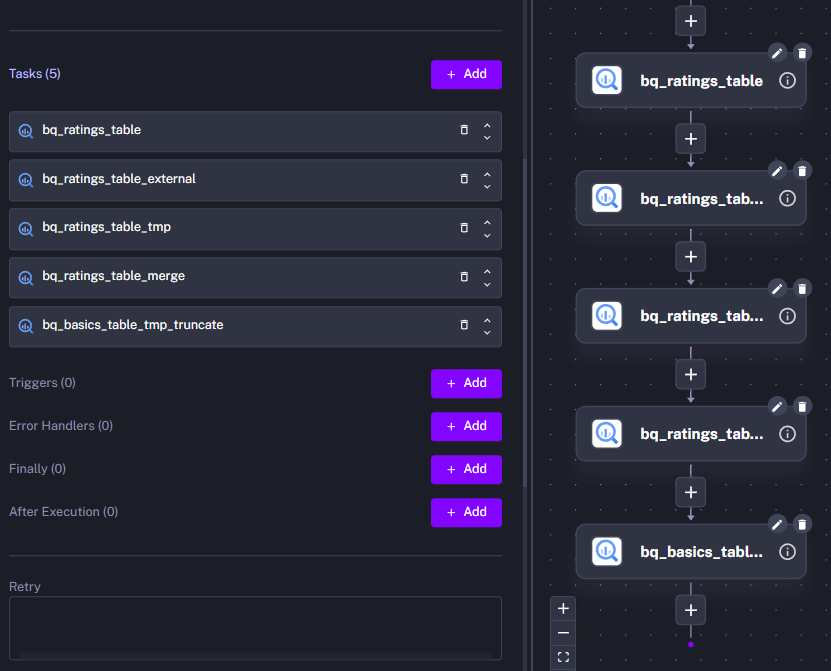 Tasks (5)
+ Add
bq_ratings_table
bq_ratings_table_external
bq_ratings_table_tmp
bq_ratings_table_merge
bq_basics_table_tmp_truncate
Triggers (0)
+ Add
Error Handlers (0)
+ Add
Finally (0)
+ Add
After Execution (0)
+ Add
Retry
bq_ratings_table
bq_ratings_tab...
bq_ratings_tab...
bq_ratings_tab...
bq_basics_tabl...